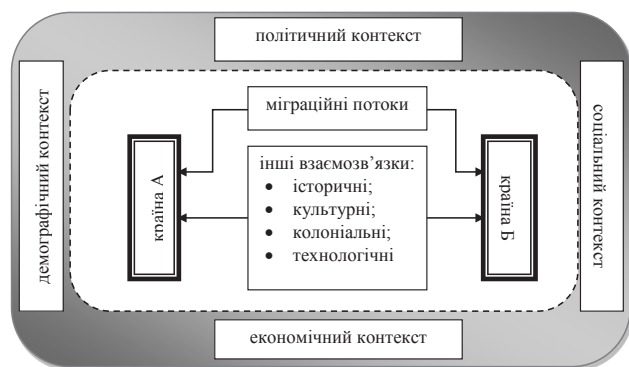 політичний контекст
демографічний контекст
міграційні потоки
країна А
інші взаємозв’язки:
• історичні;
• культурні;
• колоніальні;
• технологічні
країна Б
соціальний контекст
економічний контекст